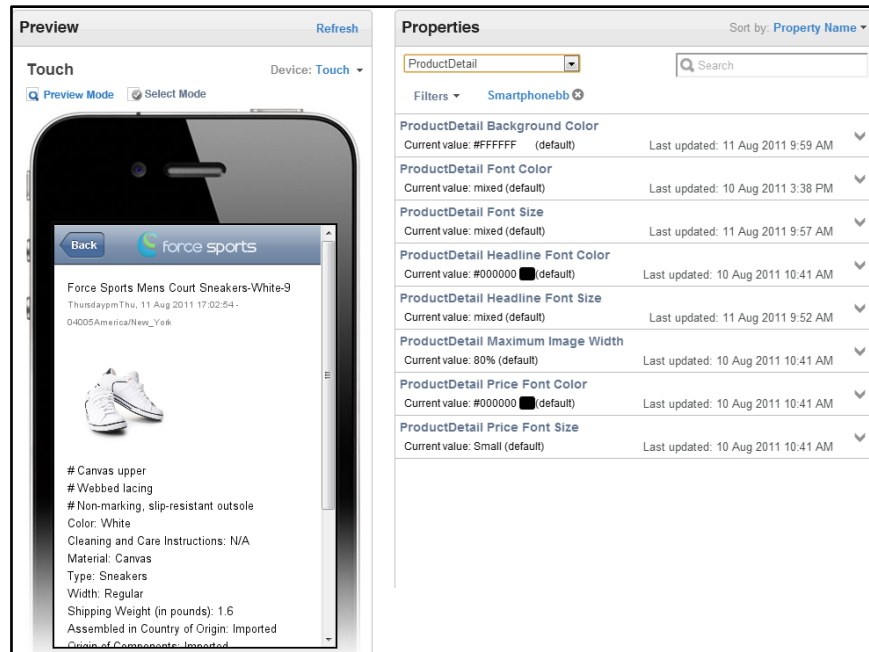 Preview
Refresh
Touch
Device: Touch
Preview Mode
Select Mode
Back
force sports
Force Sports Mens Court Sneakers-White-9
ThursdaypmThu, 11 Aug 2011 17:02:54 -
04005America/New_York
# Canvas upper
# Webbed lacing
# Non-marking, slip-resistant outsole
Color: White
Cleaning and Care Instructions: N/A
Material: Canvas
Type: Sneakers
Width: Regular
Shipping Weight (in pounds): 1.6
Assembled in Country of Origin: Imported
Origin of Components: Imported
Properties
Sort by: Property Name
ProductDetail
Search
Filters
Smartphonebb
ProductDetail Background Color
Current value: #FFFFFF (default)
Last updated: 11 Aug 2011 9:59 AM
ProductDetail Font Color
Current value: mixed (default)
Last updated: 10 Aug 2011 3:38 PM
ProductDetail Font Size
Current value: mixed (default)
Last updated: 11 Aug 2011 9:57 AM
ProductDetail Headline Font Color
Current value: #000000 (default)
Last updated: 10 Aug 2011 10:41 AM
ProductDetail Headline Font Size
Current value: mixed (default)
Last updated: 11 Aug 2011 9:52 AM
ProductDetail Maximum Image Width
Current value: 80% (default)
Last updated: 10 Aug 2011 10:41 AM
ProductDetail Price Font Color
Current value: #000000 (default)
Last updated: 10 Aug 2011 10:41 AM
ProductDetail Price Font Size
Current value: Small (default)
Last updated: 10 Aug 2011 10:41 AM